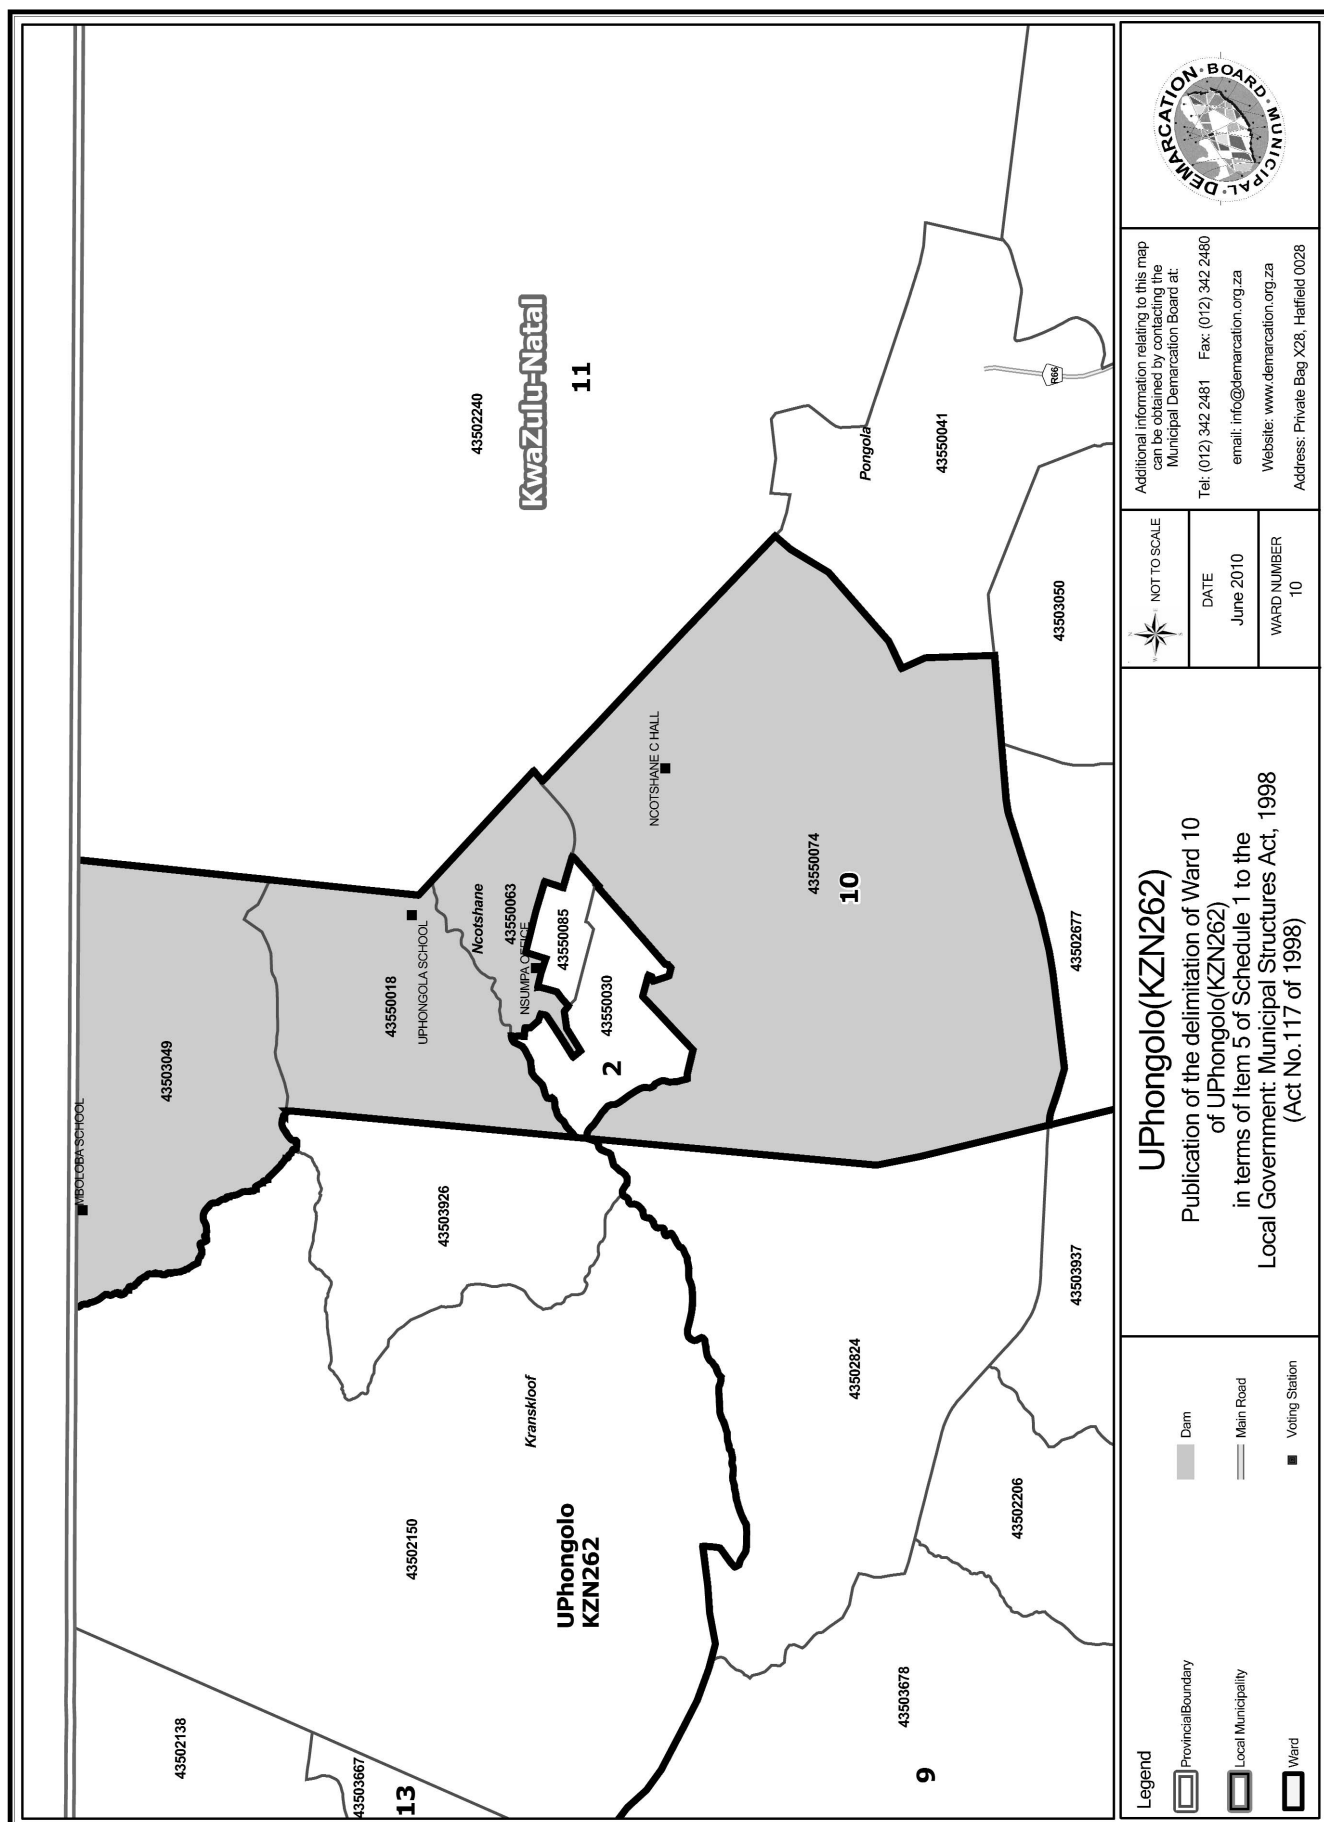 43502138
43503667
13
43502150
UPhongolo
KZN262
Kranskloof
43503678
9
43502206
43502824
43503937
43503926
MBOLOBA SCHOOL
43503049
43550018
UPHONGOLA SCHOOL
Ncotshane
43550063
NSUMPA OFFICE
43550085
43550030
2
NCOTSHANE C HALL
43550074
10
43502677
43503050
43502240
KwaZulu-Natal
11
Pongola
43550041
R66
Legend
ProvincialBoundary
Local Municipality
Ward
Dam
Main Road
Voting Station
UPhongolo(KZN262)
Publication of the delimitation of Ward 10
of UPhongolo(KZN262)
in terms of Item 5 of Schedule 1 to the
Local Government: Municipal Structures Act, 1998
(Act No.117 of 1998)
NOT TO SCALE
DATE
June 2010
WARD NUMBER
10
Additional information relating to this map
can be obtained by contacting the
Municipal Demarcation Board at:
Tel: (012) 342 2481 Fax: (012) 342 2480
email: info@demarcation.org.za
Website: www.demarcation.org.za
Address: Private Bag X28, Hatfield 0028
MUNICIPAL · DEMARCATION · BOARD ·